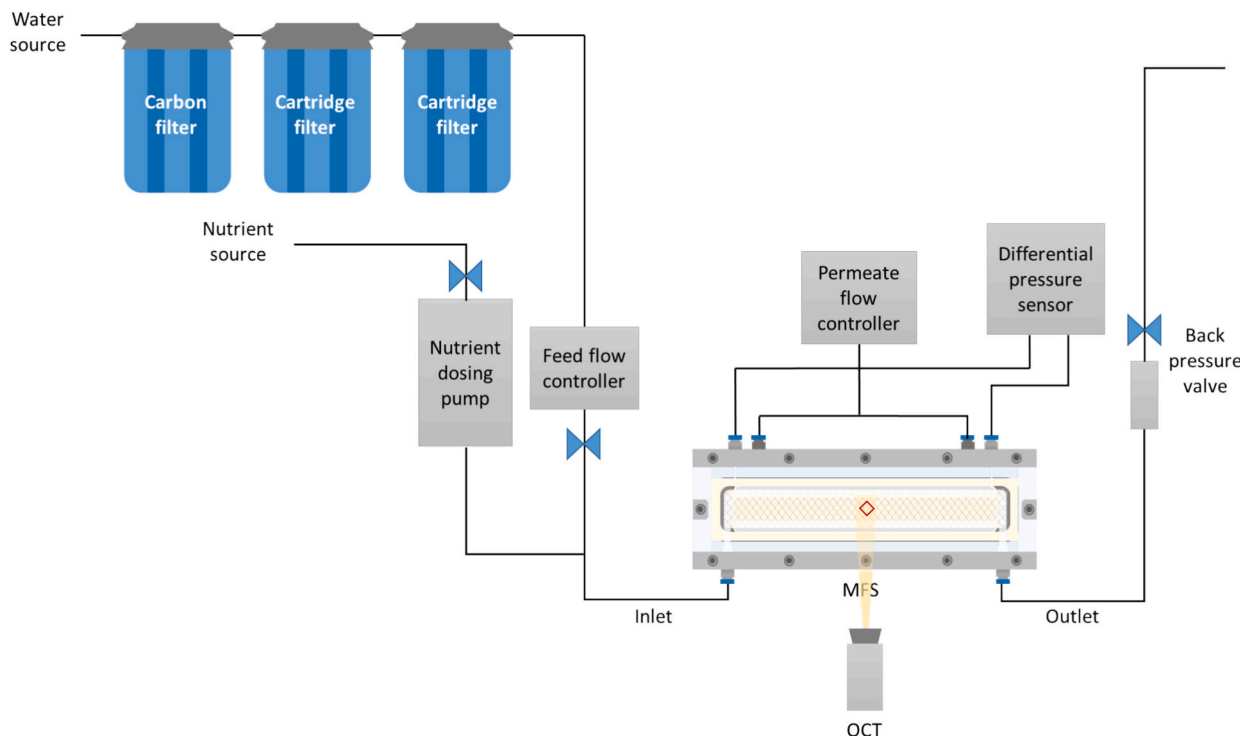 Water
source
Carbon
filter
Cartridge
filter
Cartridge
filter
Nutrient
source
Nutrient
dosing
pump
Feed flow
controller
Permeate
flow
controller
Differential
pressure
sensor
Back
pressure
valve
MFS
Inlet
Outlet
OCT